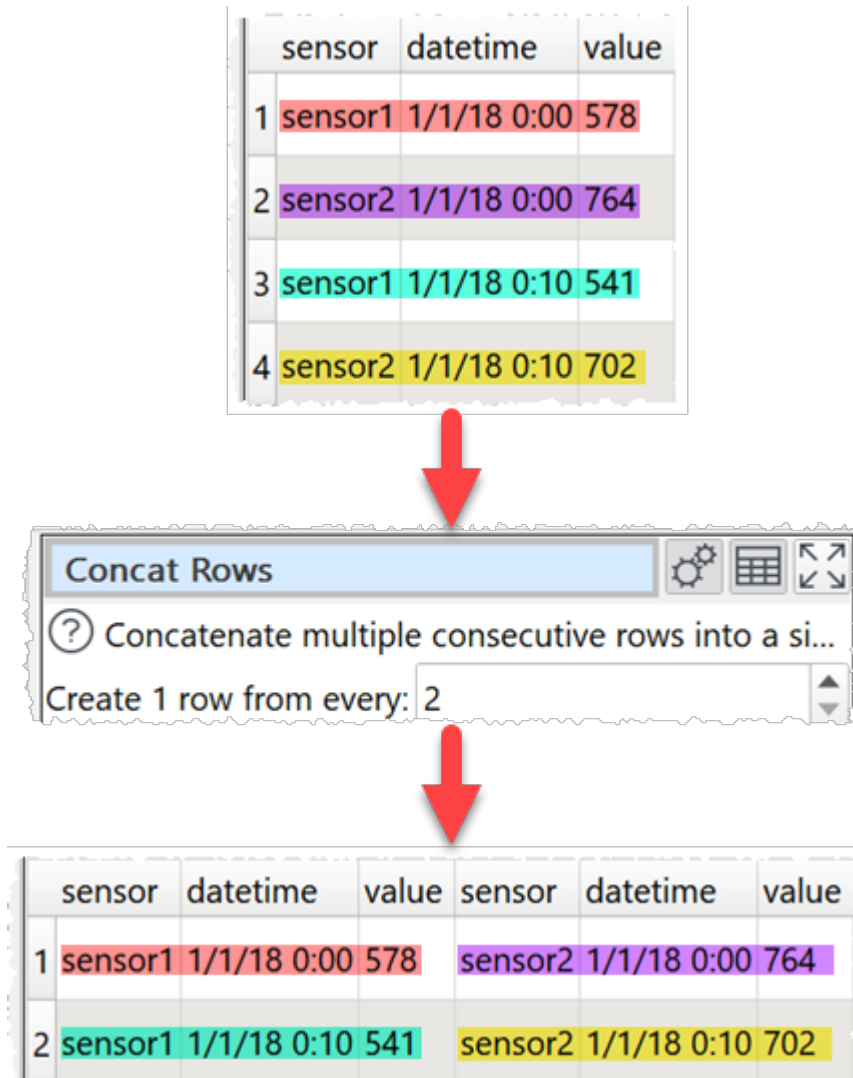 sensor datetime value
1 sensor1 1/1/18 0:00 578
2 sensor2 1/1/18 0:00 764
3 sensor1 1/1/18 0:10 541
4 sensor2 1/1/18 0:10 702
Concat Rows
? Concatenate multiple consecutive rows into a si...
Create 1 row from every: 2
sensor datetime value sensor datetime value
1 sensor1 1/1/18 0:00 578 sensor2 1/1/18 0:00 764
2 sensor1 1/1/18 0:10 541 sensor2 1/1/18 0:10 702